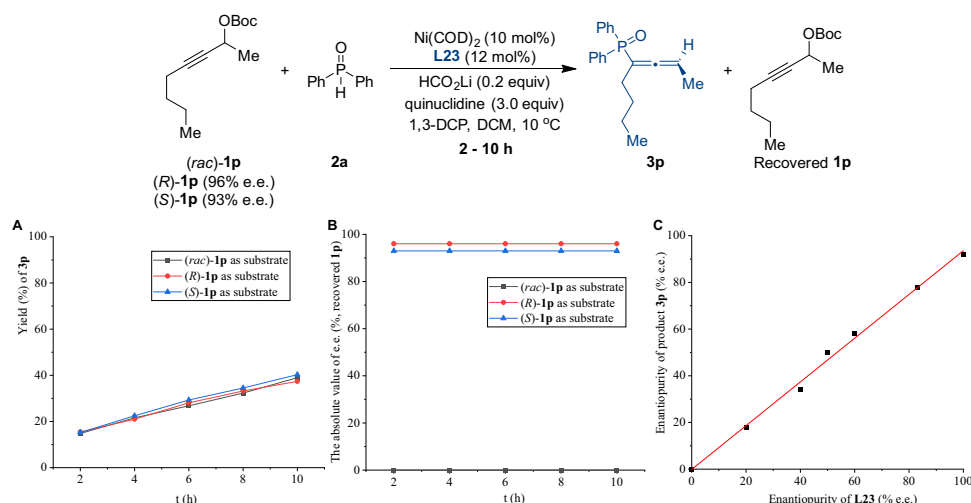 OBoc
Me
Me
(rac)-1p
(R)-1p (96% e.e.)
(S)-1p (93% e.e.)
+
O
Ph P Ph
H
2a
Ni(COD)2 (10 mol%)
L23 (12 mol%)
HCO2Li (0.2 equiv)
quinuclidine (3.0 equiv)
1,3-DCP, DCM, 10 °C
2 - 10 h
Ph O
Ph P
H
Me
Me
3p
+
OBoc
Me
Me
Recovered 1p
A
Yield (%) of 3p
100
80
60
40
20
0
(rac)-1p as substrate
(R)-1p as substrate
(S)-1p as substrate
2 4 6 8 10
t (h)
B
The absolute value of e.e. (%, recovered 1p)
100
80
60
40
20
0
(rac)-1p as substrate
(R)-1p as substrate
(S)-1p as substrate
2 4 6 8 10
t (h)
C
Enantiopurity of product 3p (% e.e.)
100
80
60
40
20
0
0 20 40 60 80 100
Enantiopurity of L23 (% e.e.)